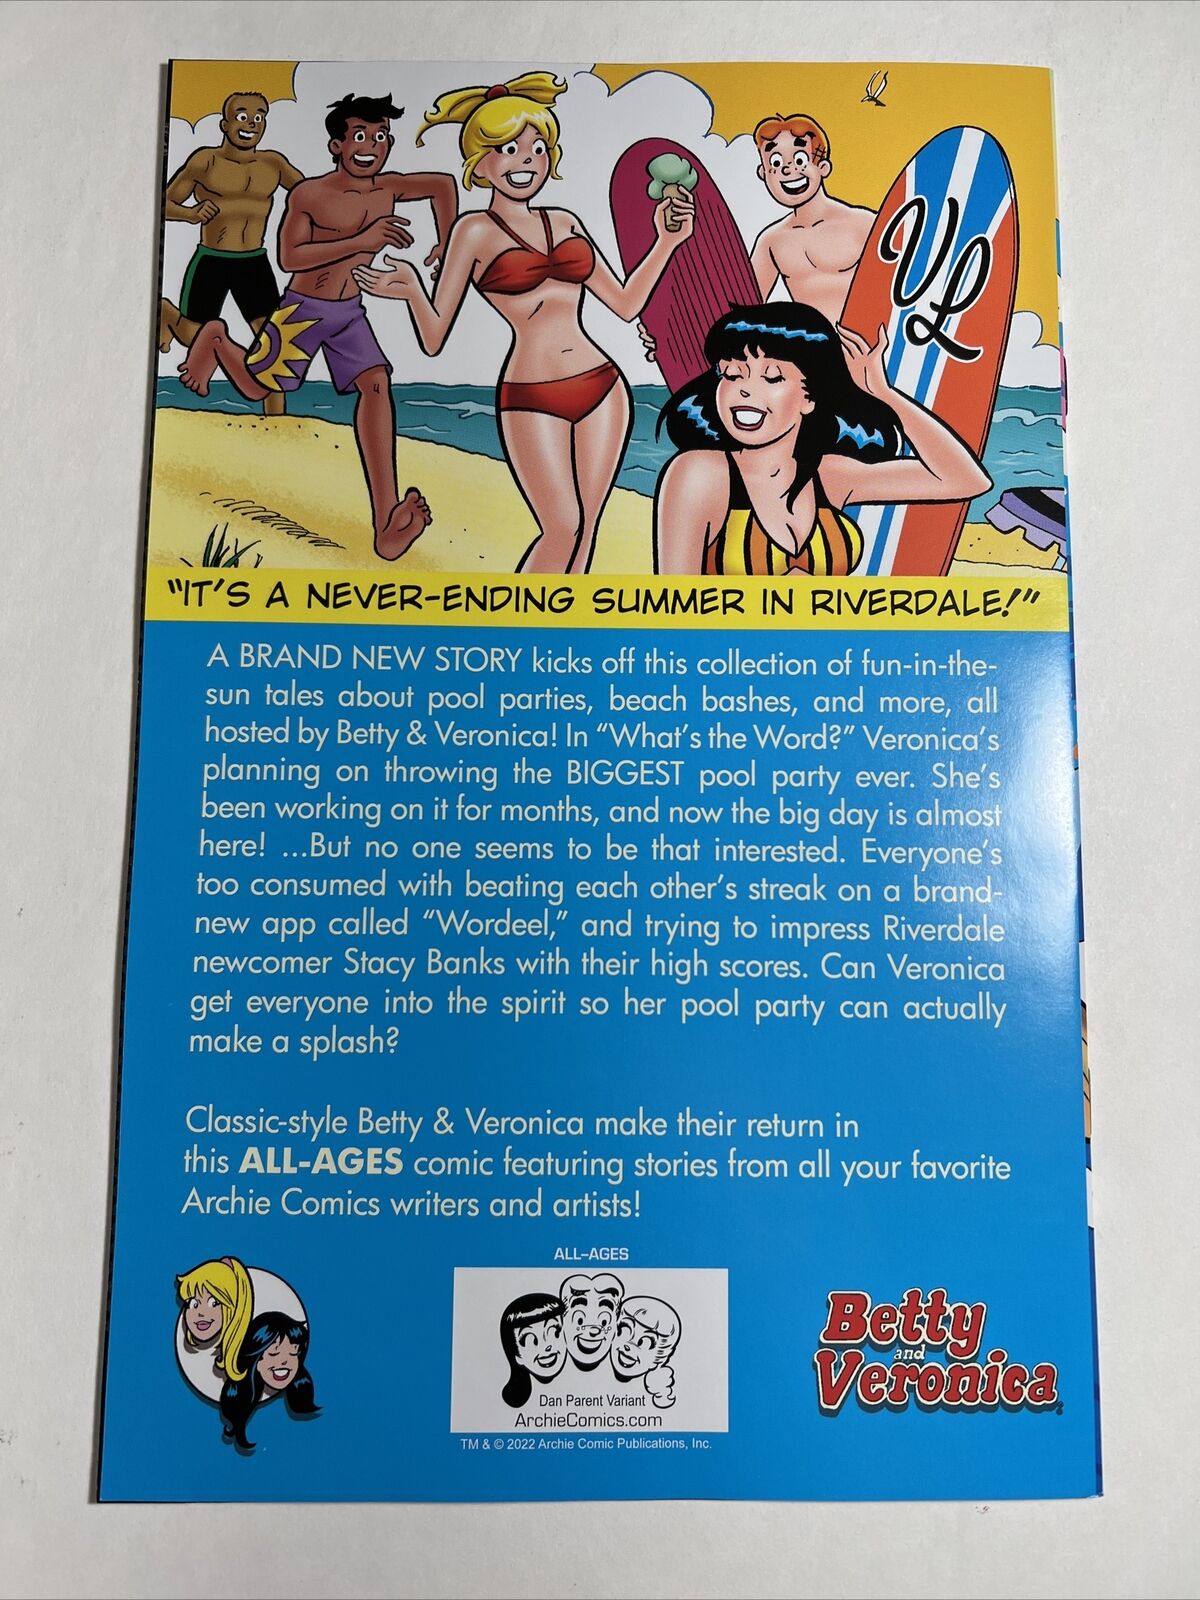 VL
"IT'S A NEVER-ENDING SUMMER IN RIVERDALE!"
A BRAND NEW STORY kicks off this collection of fun-in-the-
sun tales about pool parties, beach bashes, and more, all
hosted by Betty & Veronica! In "What's the Word?" Veronica's
planning on throwing the BIGGEST pool party ever. She's
been working on it for months, and now the big day is almost
here! ...But no one seems to be that interested. Everyone's
too consumed with beating each other's streak on a brand-
new app called "Wordeel," and trying to impress Riverdale
newcomer Stacy Banks with their high scores. Can Veronica
get everyone into the spirit so her pool party can actually
make a splash?
Classic-style Betty & Veronica make their return in
this ALL-AGES comic featuring stories from all your favorite
Archie Comics writers and artists!
ALL-AGES
Dan Parent Variant
ArchieComics.com
TM & © 2022 Archie Comic Publications, Inc.
Betty
and
Veronica